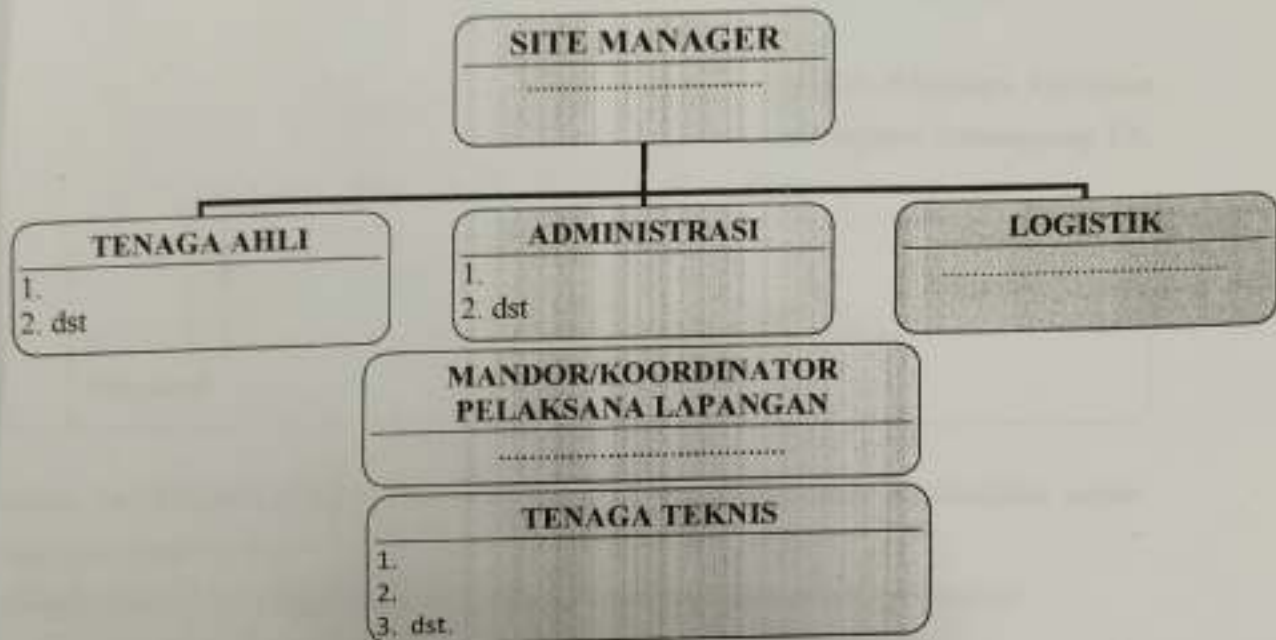 SITE MANAGER
..............................
TENAGA AHLI
1.
2. dst
ADMINISTRASI
1.
2. dst
LOGISTIK
....................................
MANDOR/KOORDINATOR
PELAKSANA LAPANGAN
....................................
TENAGA TEKNIS
1.
2.
3. dst.